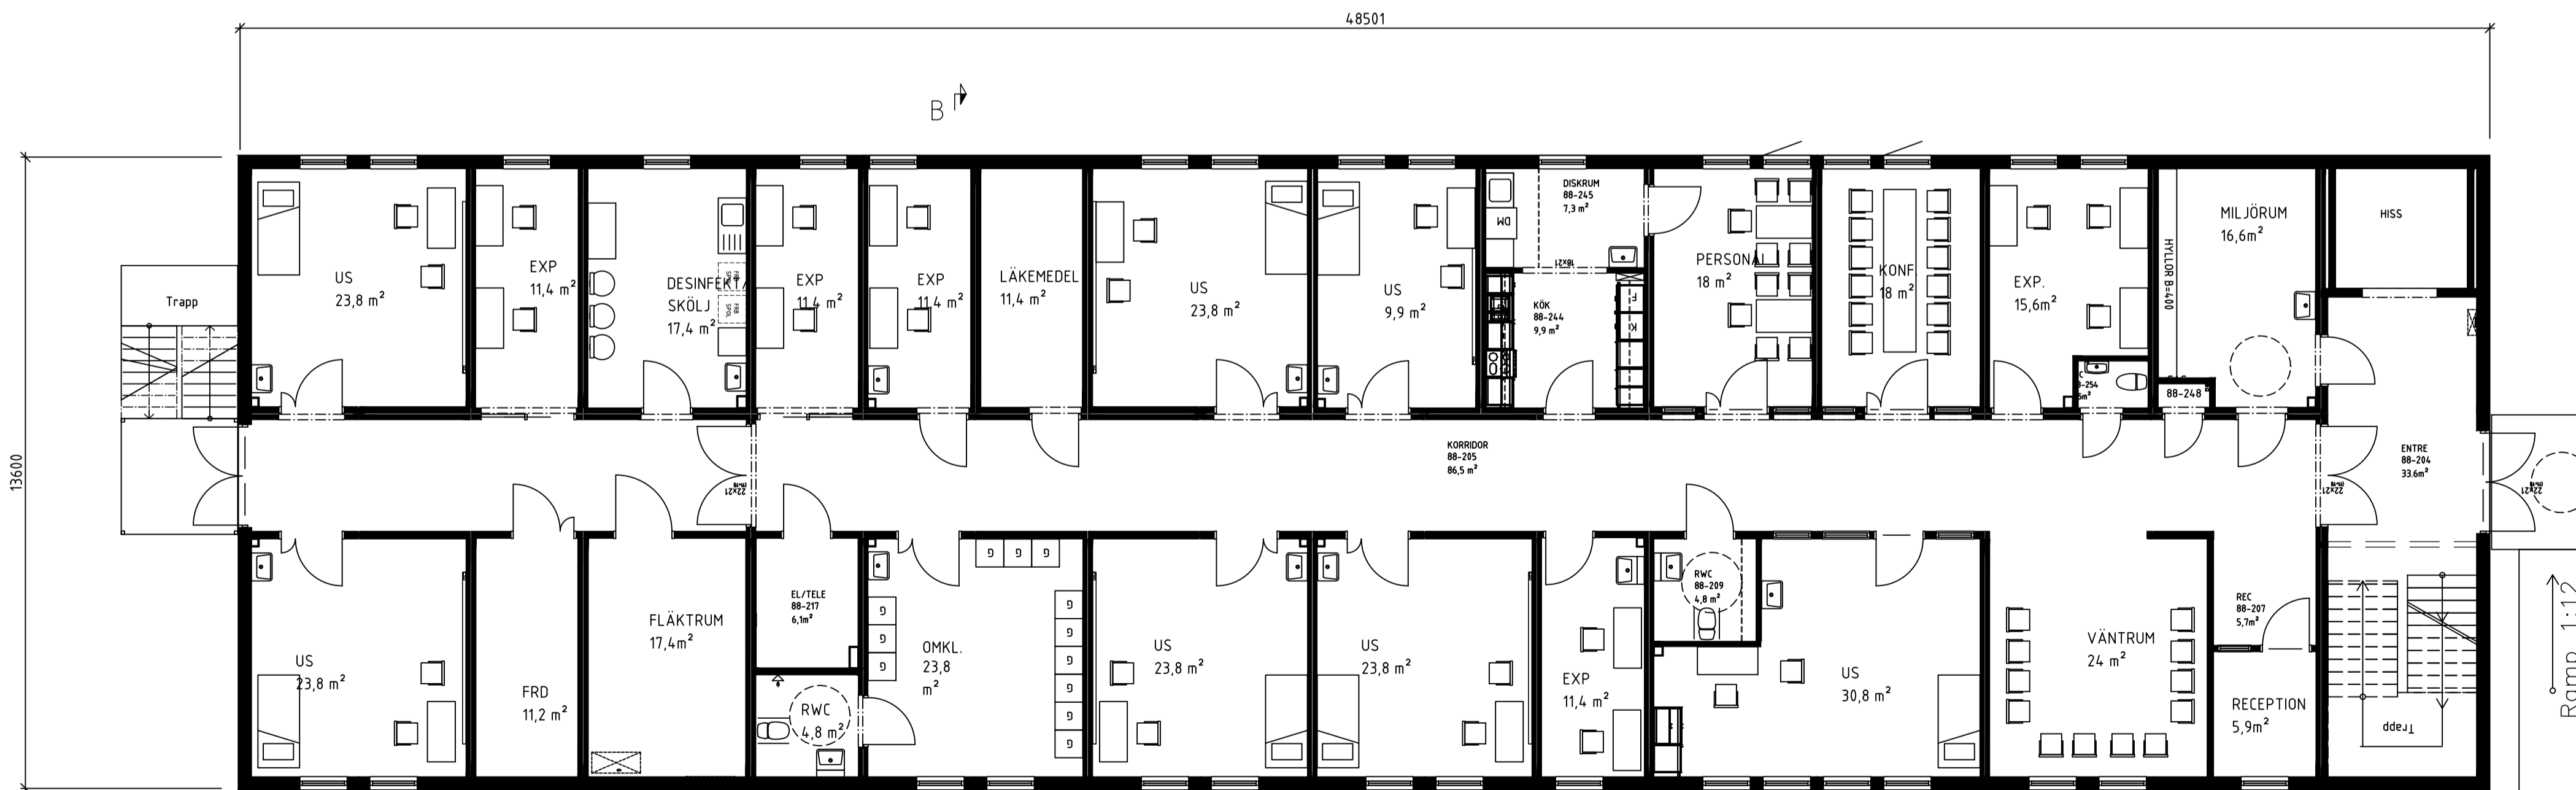 48501
B
13600
Trapp
US
23,8 m²
EXP
11,4 m²
DESINFEKT/
SKÖLJ
17,4 m²
EXP
11,4 m²
EXP
11,4 m²
LÄKEMEDEL
11,4 m²
US
23,8 m²
US
9,9 m²
DISKRUM
88-245
7,3 m²
DM
18x21
KÖK
88-244
9,9 m²
F
K
PERSONAL
18 m²
KONF.
18 m²
EXP.
15,6m²
HYLLOR B=400
MILJÖRUM
16,6m²
88-248
HISS
KORRIDOR
88-205
86,5 m²
22x21
22x21
22x21
ENTRE
88-204
33.6m²
US
23,8 m²
FRD
11,2 m²
FLÄKTRUM
17,4m²
EL/TELE
88-217
6,1m²
RWC
4,8 m²
OMKL.
23,8
m²
G
G
G
G
G
G
G
G
G
G
G
G
US
23,8 m²
US
23,8 m²
EXP
11,4 m²
RWC
88-209
4,8 m²
US
30,8 m²
VÄNTRUM
24 m²
REC
88-207
5,7m²
RECEPTION
5,9m²
Trapp
Ramp 1:12